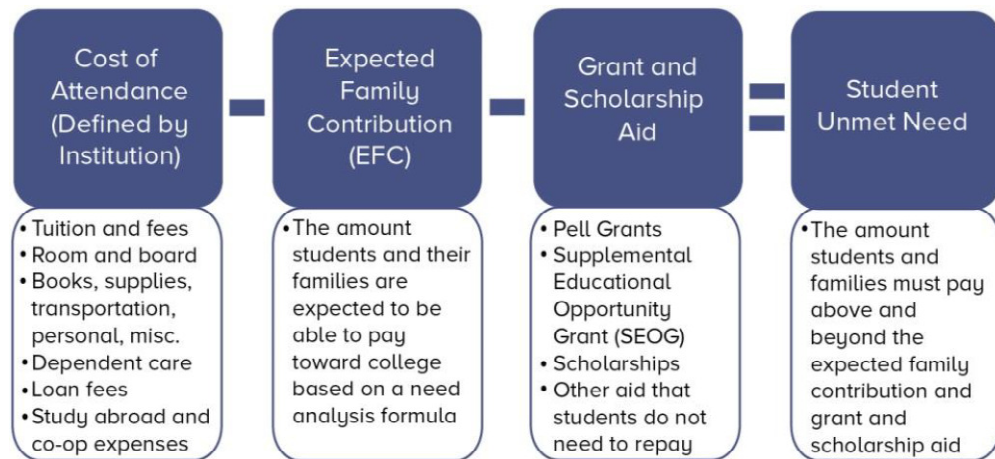 Cost of
Attendance
(Defined by
Institution)
Expected
Family
Contribution
(EFC)
Grant and
Scholarship
Aid
Student
Unmet Need
• Tuition and fees
• Room and board
• Books, supplies,
transportation,
personal, misc.
• Dependent care
• Loan fees
• Study abroad and
co-op expenses
• The amount
students and their
families are
expected to be
able to pay
toward college
based on a need
analysis formula
• Pell Grants
• Supplemental
Educational
Opportunity
Grant (SEOG)
• Scholarships
• Other aid that
students do not
need to repay
• The amount
students and
families must pay
above and
beyond the
expected family
contribution and
grant and
scholarship aid